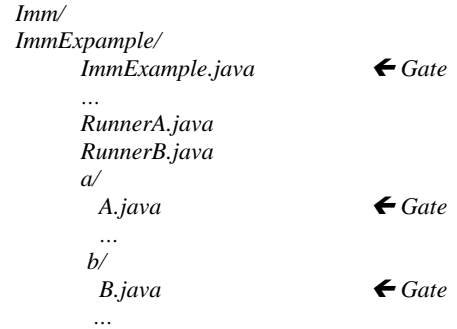 Imm/
ImmExpample/
ImmExample.java 🡸 Gate
…
RunnerA.java
RunnerB.java
a/
A.java 🡸 Gate
…
b/
B.java 🡸 Gate
…